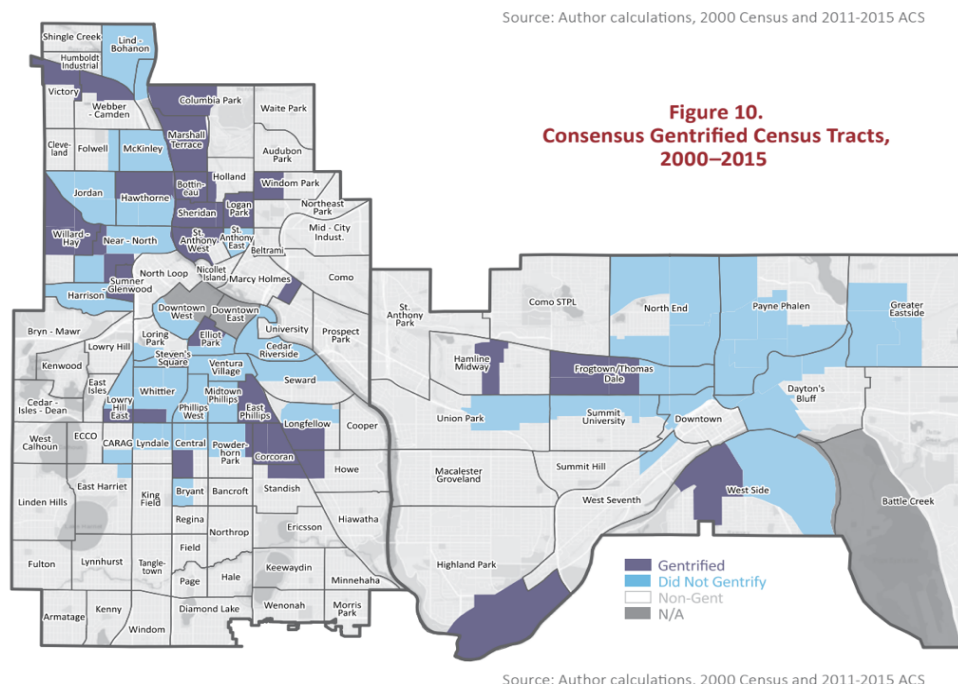 Source: Author calculations, 2000 Census and 2011-2015 ACS
Figure 10.
Consensus Gentrified Census Tracts,
2000–2015
Shingle Creek
Lind -
Bohanon
Humboldt
Industrial
Victory
Webber
- Camden
Columbia Park
Waite Park
Marshall
Terrace
Cleve-
land
Folwell
McKinley
Audubon
Park
Holland
Bottin-
eau
Windom Park
Jordan
Hawthorne
Logan
Park
Sheridan
Northeast
Park
Willard -
Hay
Near - North
St.
Anthony
West
St.
Anthony
East
Mid - City
Indust.
Beltrami
North Loop
Nicollet
Island
Marcy Holmes
Como
Sumner
- Glenwood
Harrison
Downtown
West
Downtown
East
St.
Anthony
Park
Como STPL
North End
Payne Phalen
Greater
Eastside
Bryn - Mawr
Loring
Park
Elliot
Park
University
Prospect
Park
Lowry Hill
Steven's
Square
Cedar
Riverside
Kenwood
Ventura
Village
Hamline
Midway
Frogtown/Thomas
Dale
East
Isles
Whittier
Midtown
Phillips
Seward
Dayton's
Bluff
Cedar -
Isles - Dean
Lowry
Hill
East
Phillips
West
East
Phillips
Longfellow
Cooper
Union Park
Summit
University
Downtown
West
Calhoun
ECCO
CARAG
Lyndale
Central
Powder-
horn
Park
Corcoran
Howe
Macalester
Groveland
Summit Hill
East Harriet
King
Field
Bryant
Bancroft
Standish
West Seventh
West Side
Battle Creek
Linden Hills
Regina
Northrop
Ericsson
Hiawatha
Fulton
Lynnhurst
Tangle-
town
Field
Page
Hale
Keewaydin
Minnehaha
Highland Park
Gentrified
Did Not Gentrify
Non-Gent
N/A
Armatage
Kenny
Windom
Diamond Lake
Wenonah
Morris
Park
Source: Author calculations, 2000 Census and 2011-2015 ACS